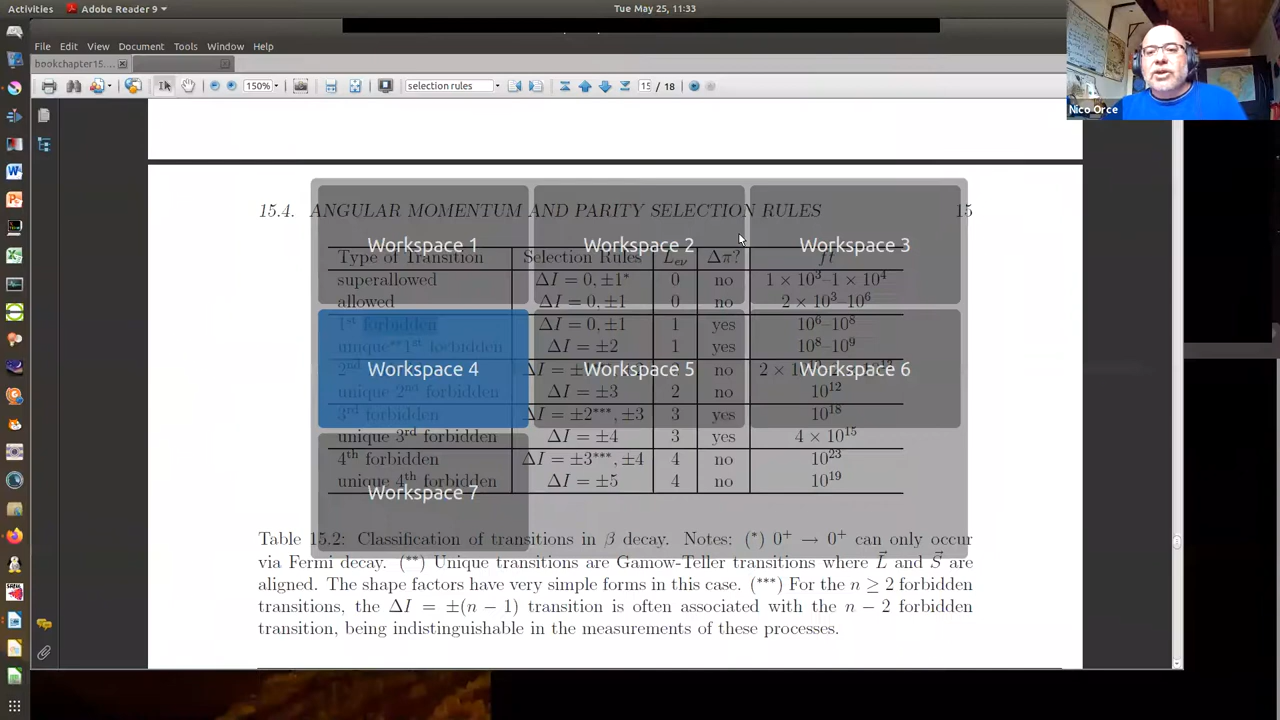 Activities Adobe Reader 9 Tue May 25, 11:33
File Edit View Document Tools Window Help
bookchapter15....
150% selection rules 15 / 18
Nico Orce
15.4. ANGULAR MOMENTUM AND PARITY SELECTION RULES 15
Workspace 1 Workspace 2 Workspace 3
Type of Transition Selection Rules Leν Δπ? ft
superallowed ΔI = 0, ±1* 0 no 1 × 10³–1 × 10⁴
allowed ΔI = 0, ±1 0 no 2 × 10³–10⁶
1st forbidden ΔI = 0, ±1 1 yes 10⁶–10⁸
unique**1st forbidden ΔI = ±2 1 yes 10⁸–10⁹
Workspace 4 Workspace 5 Workspace 6
2nd no
unique 2nd forbidden ΔI = ±3 2 no 10¹²
3rd forbidden ΔI = ±2***, ±3 3 yes 10¹⁸
unique 3rd forbidden ΔI = ±4 3 yes 4 × 10¹⁵
4th forbidden ΔI = ±3***, ±4 4 no 10²³
unique 4th forbidden ΔI = ±5 4 no 10¹⁹
Workspace 7
Table 15.2: Classification of transitions in β decay. Notes: (*) 0⁺ → 0⁺ can only occur
via Fermi decay. (**) Unique transitions are Gamow-Teller transitions where L⃗ and S⃗ are
aligned. The shape factors have very simple forms in this case. (***) For the n ≥ 2 forbidden
transitions, the ΔI = ±(n − 1) transition is often associated with the n − 2 forbidden
transition, being indistinguishable in the measurements of these processes.